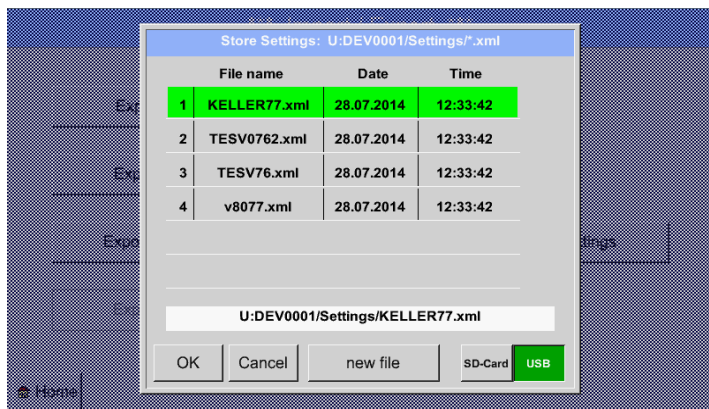 Store Settings: U:DEV0001/Settings/*.xml
File name Date Time
1 KELLER77.xml 28.07.2014 12:33:42
2 TESV0762.xml 28.07.2014 12:33:42
3 TESV76.xml 28.07.2014 12:33:42
4 v8077.xml 28.07.2014 12:33:42
U:DEV0001/Settings/KELLER77.xml
OK Cancel new file SD-Card USB
Home